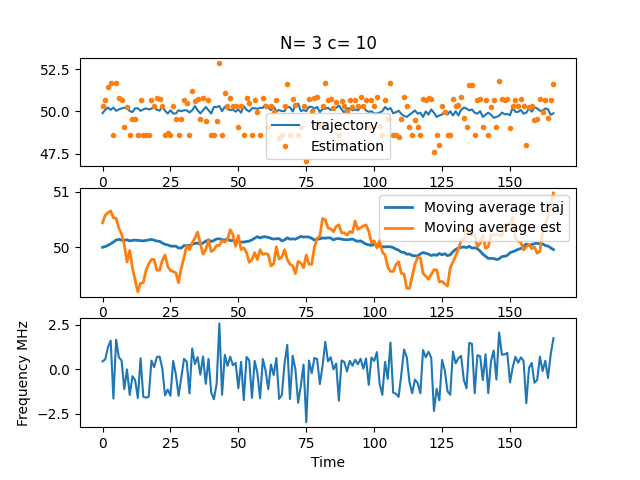 N= 3 c= 10
52.5
50.0
47.5
trajectory
Estimation
0 25 50 75 100 125 150
51
50
Moving average traj
Moving average est
0 25 50 75 100 125 150
Frequency MHz
2.5
0.0
−2.5
0 25 50 75 100 125 150
Time